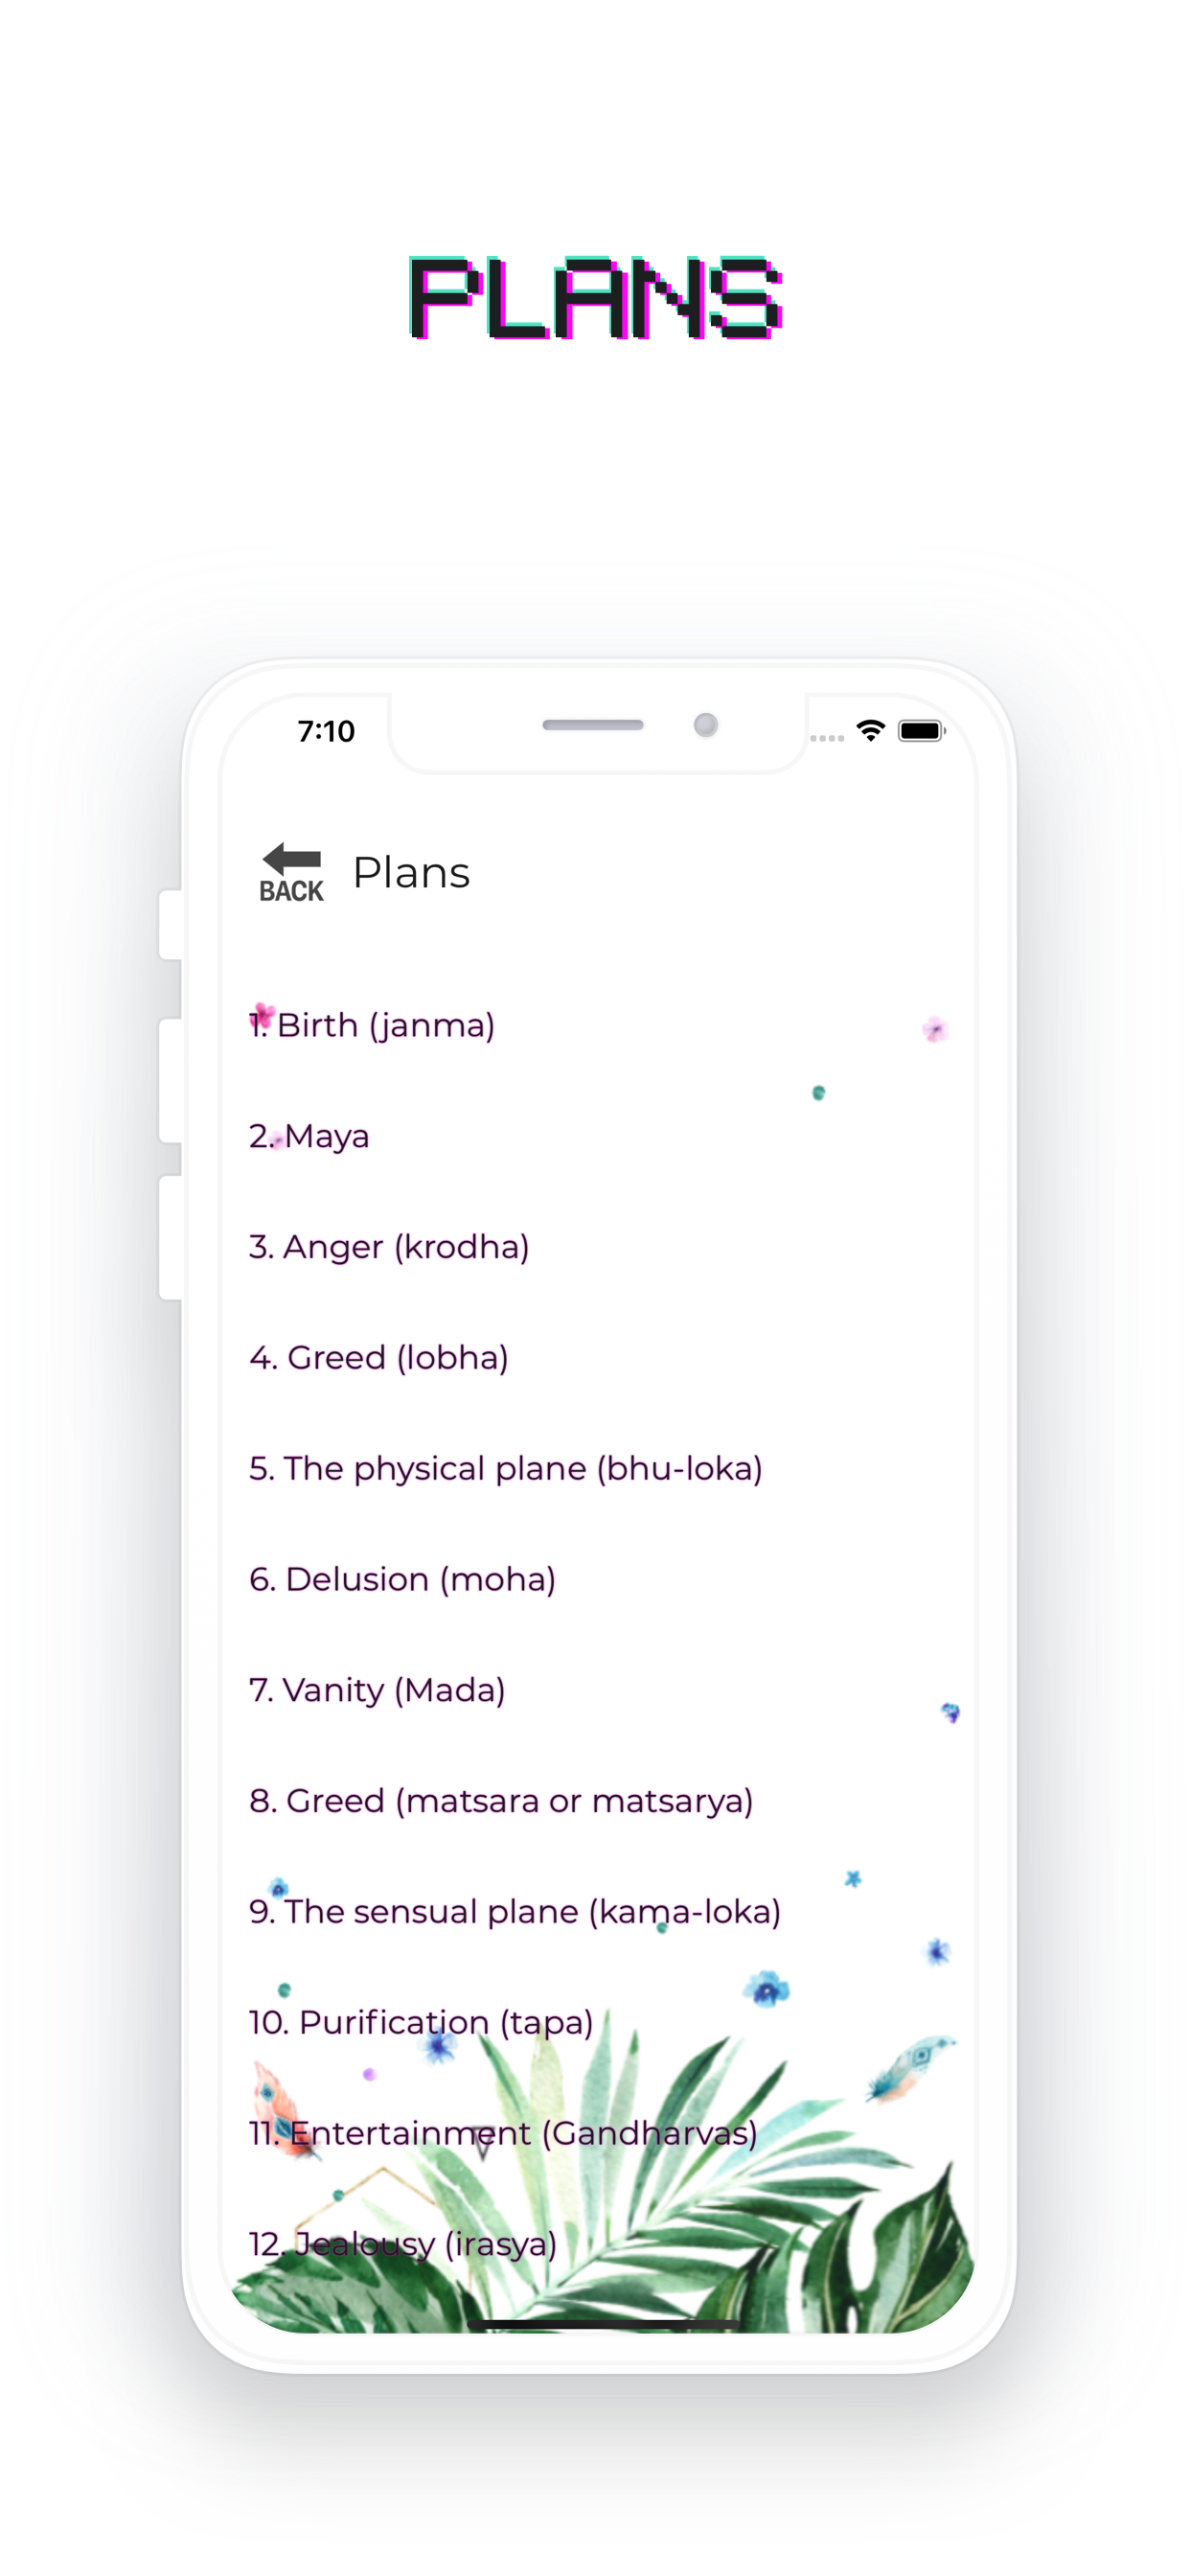 PLANS
7:10
BACK
Plans
1. Birth (janma)
2. Maya
3. Anger (krodha)
4. Greed (lobha)
5. The physical plane (bhu-loka)
6. Delusion (moha)
7. Vanity (Mada)
8. Greed (matsara or matsarya)
9. The sensual plane (kama-loka)
10. Purification (tapa)
11. Entertainment (Gandharvas)
12. Jealousy (irasya)